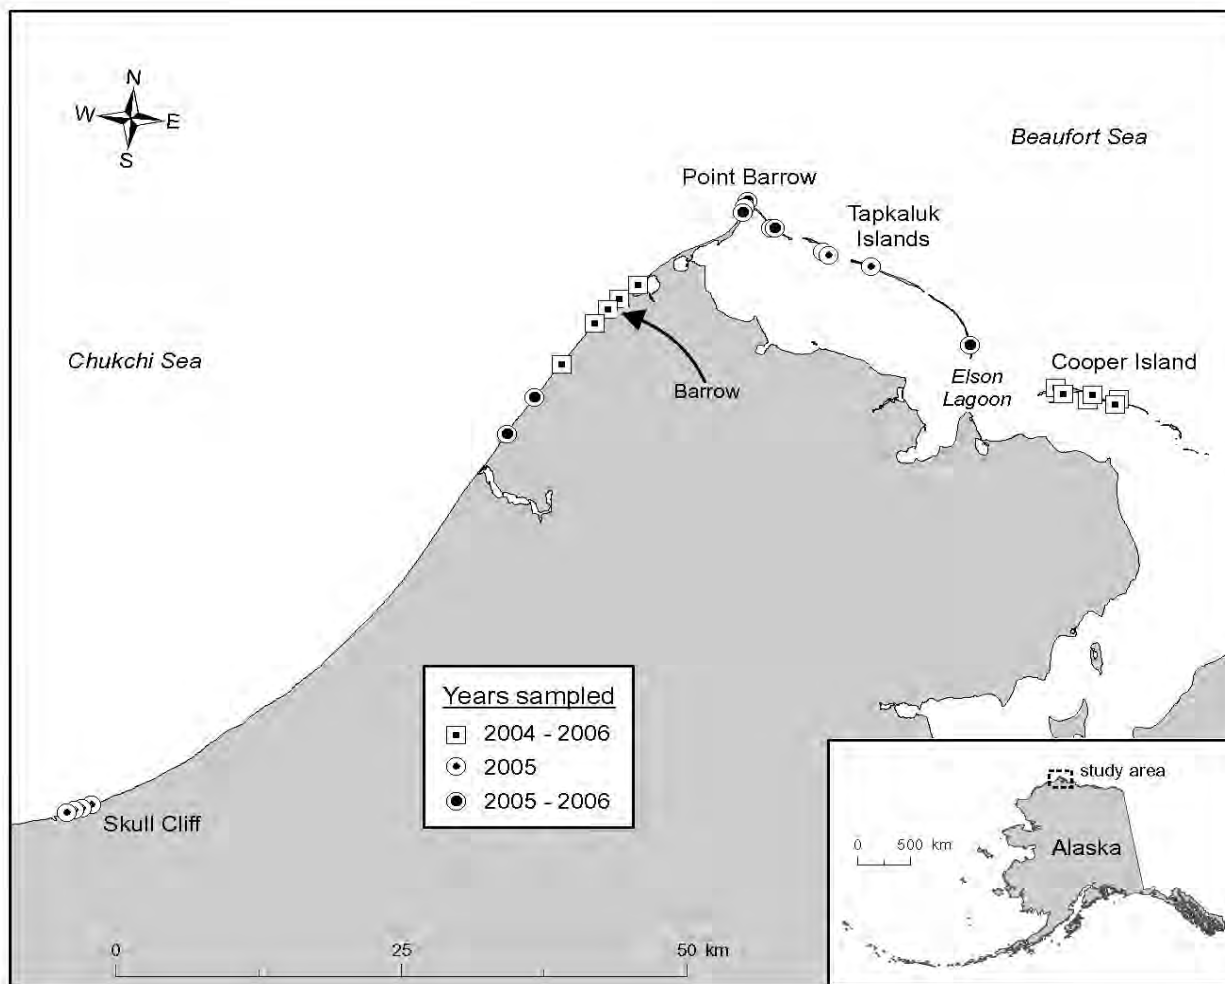 N
W
E
S
Beaufort Sea
Point Barrow
Tapkaluk
Islands
Chukchi Sea
Cooper Island
Elson
Lagoon
Barrow
Years sampled
2004 - 2006
2005
2005 - 2006
Skull Cliff
study area
0 500 km
Alaska
0 25 50 km